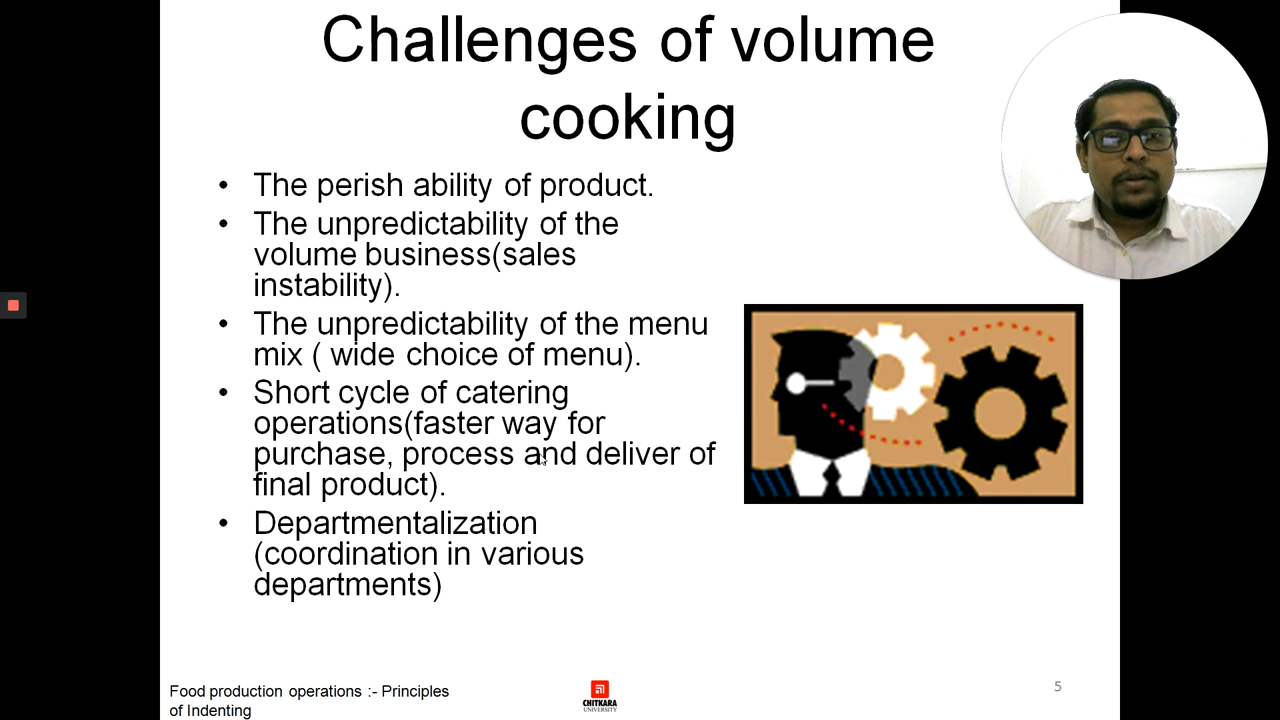 Challenges of volume
cooking
• The perish ability of product.
• The unpredictability of the
volume business(sales
instability).
• The unpredictability of the menu
mix ( wide choice of menu).
• Short cycle of catering
operations(faster way for
purchase, process and deliver of
final product).
• Departmentalization
(coordination in various
departments)
Food production operations :- Principles
of Indenting
CHITKARA
UNIVERSITY
5